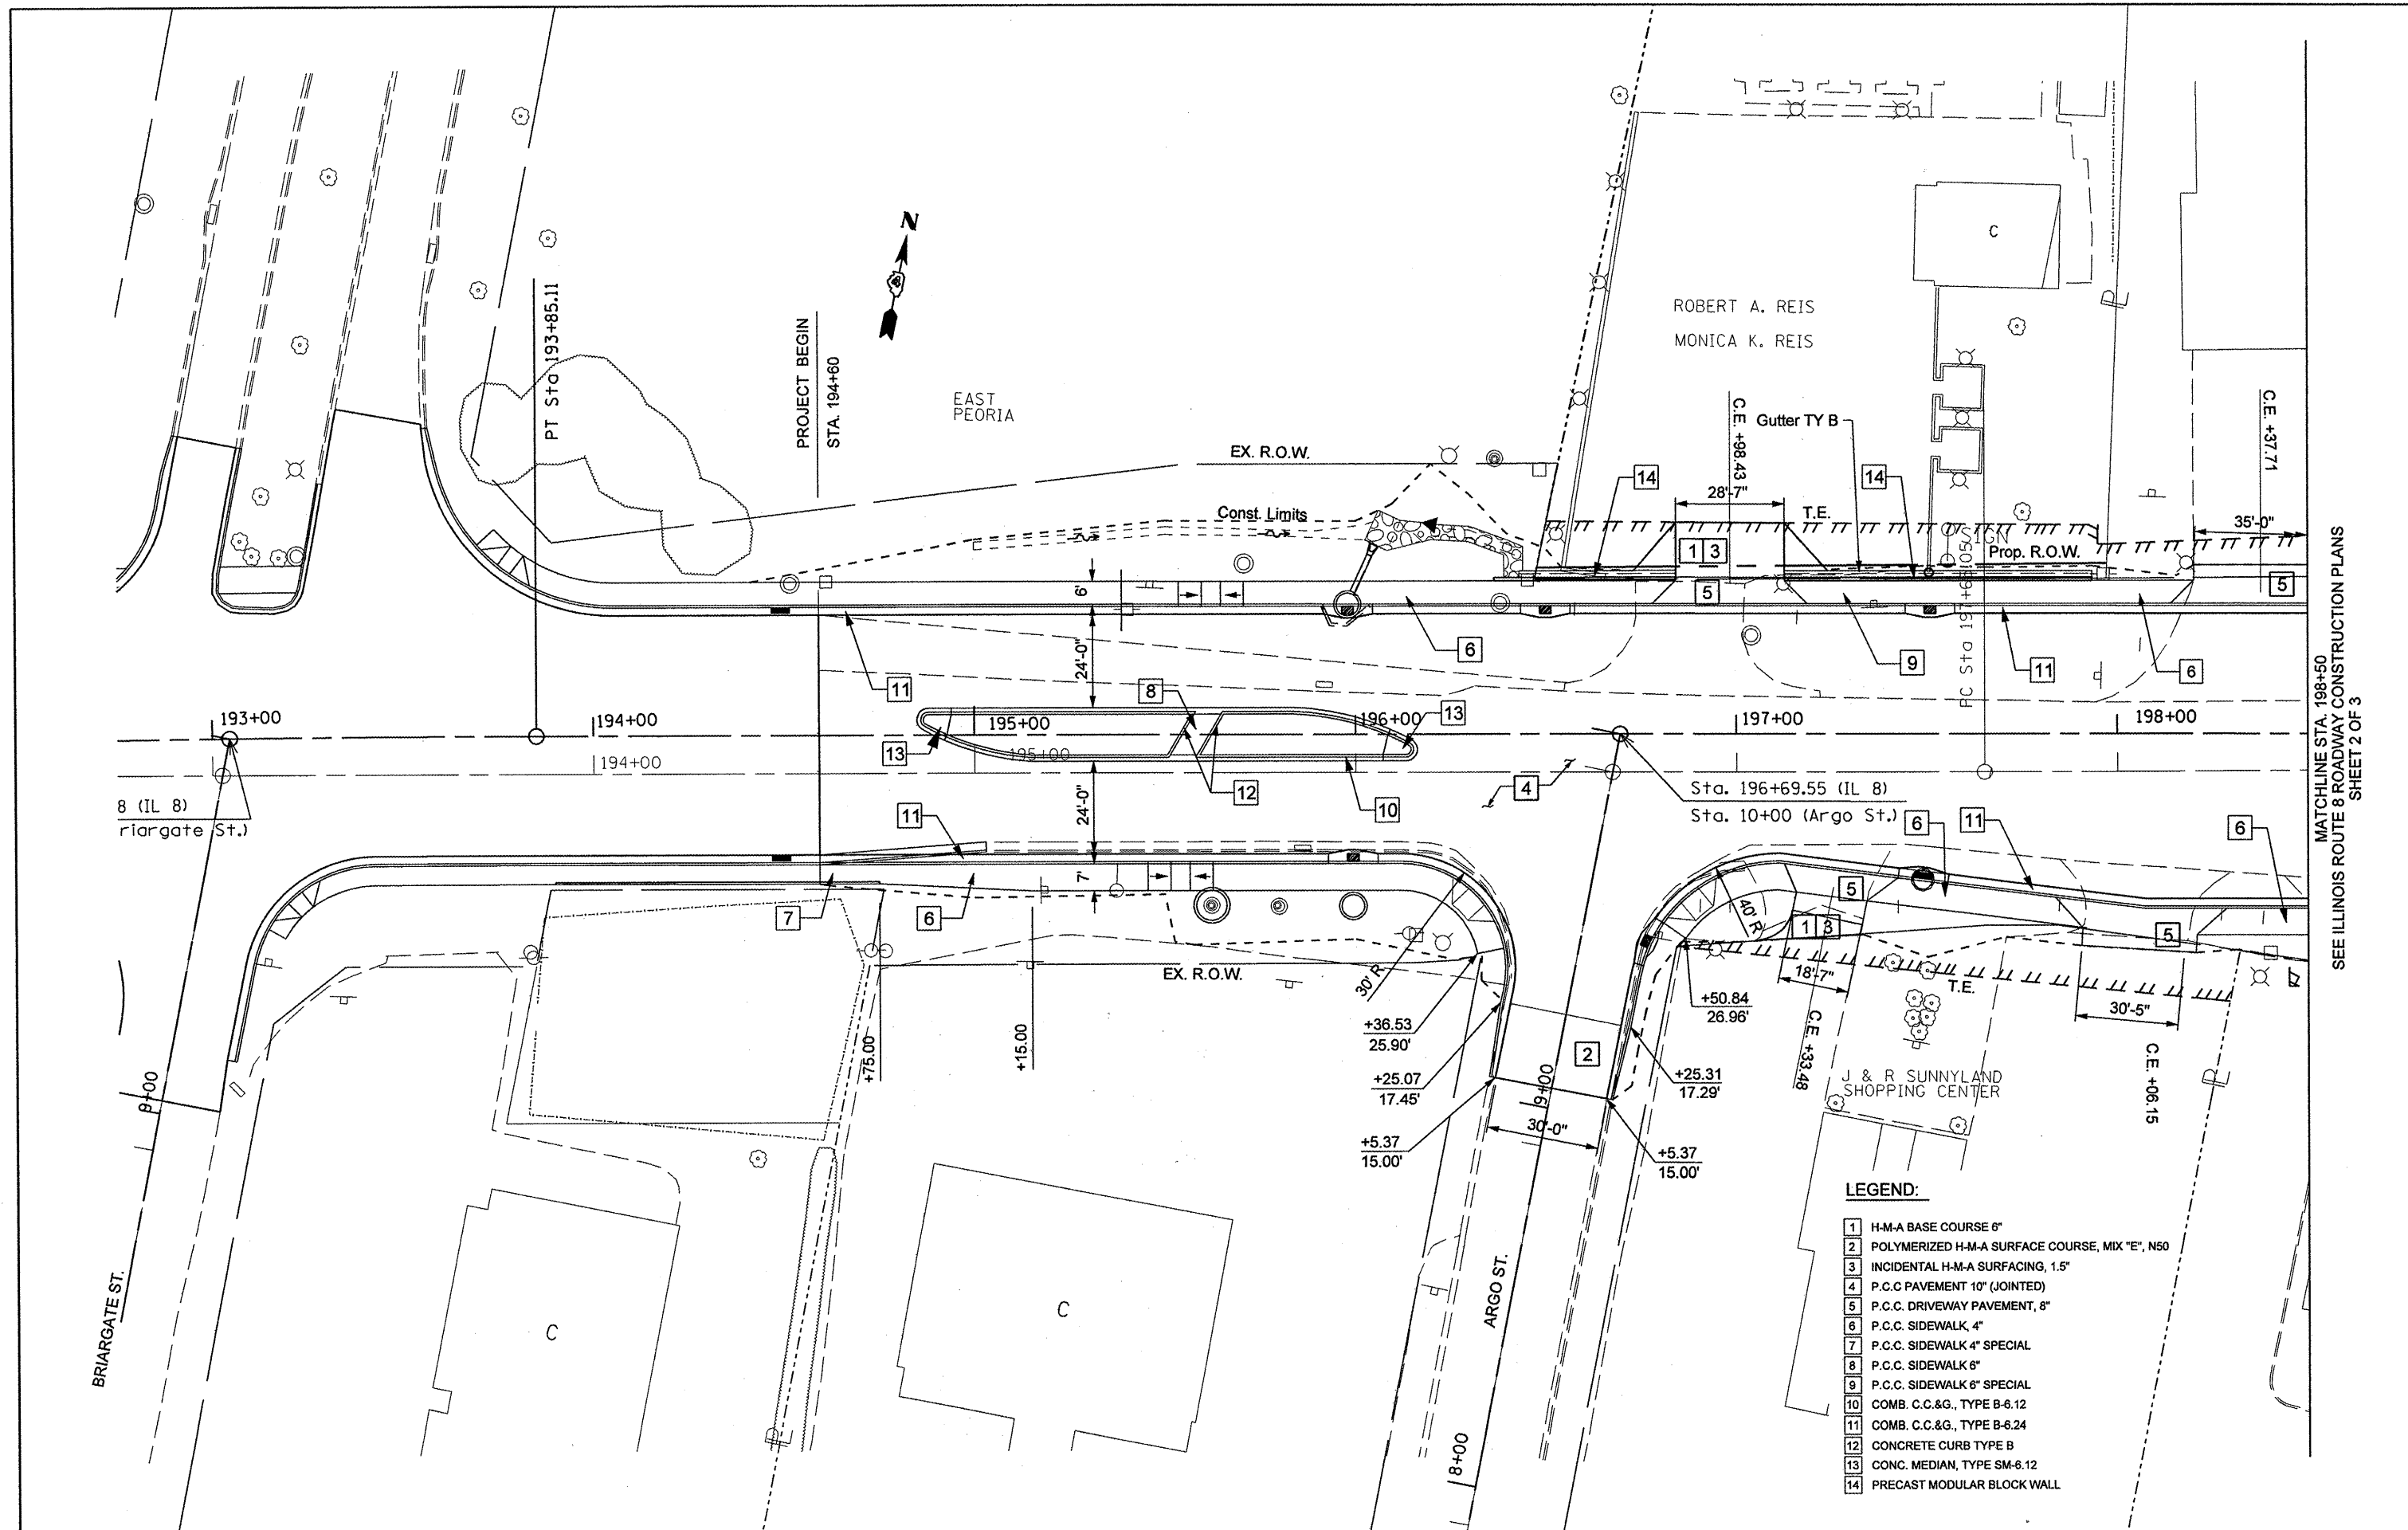 N
PT Sta 193+85.11
PROJECT BEGIN
STA. 194+60
EAST
PEORIA
ROBERT A. REIS
MONICA K. REIS
C
C.E. +98.43
Gutter TY B
C.E. +37.71
EX. R.O.W.
14
28'-7"
14
T.E.
Const. Limits
1 3
SIGN
Prop. R.O.W.
35'-0"
5
6'
5
PC Sta 197+65.05
24'-0"
11
6
9
11
6
8
13
193+00
194+00
195+00
196+00
197+00
198+00
13
194+00
195+00
12
10
4
8 (IL 8)
riargate St.)
Sta. 196+69.55 (IL 8)
Sta. 10+00 (Argo St.)
24'-0"
11
7'
7
6
6
11
6
5
40' R
1 3
5
30' R
EX. R.O.W.
18'-7"
T.E.
30'-5"
+75.00
+15.00
+36.53
25.90'
+50.84
26.96'
C.E. +33.48
C.E. +06.15
2
+25.07
17.45'
+25.31
17.29'
J & R SUNNYLAND
SHOPPING CENTER
9+00
9+00
30'-0"
+5.37
15.00'
+5.37
15.00'
BRIARGATE ST.
C
C
ARGO ST.
8+00
LEGEND:
1 H-M-A BASE COURSE 6"
2 POLYMERIZED H-M-A SURFACE COURSE, MIX "E", N50
3 INCIDENTAL H-M-A SURFACING, 1.5"
4 P.C.C PAVEMENT 10" (JOINTED)
5 P.C.C. DRIVEWAY PAVEMENT, 8"
6 P.C.C. SIDEWALK, 4"
7 P.C.C. SIDEWALK 4" SPECIAL
8 P.C.C. SIDEWALK 6"
9 P.C.C. SIDEWALK 6" SPECIAL
10 COMB. C.C.&G., TYPE B-6.12
11 COMB. C.C.&G., TYPE B-6.24
12 CONCRETE CURB TYPE B
13 CONC. MEDIAN, TYPE SM-6.12
14 PRECAST MODULAR BLOCK WALL
MATCHLINE STA. 198+50
SEE ILLINOIS ROUTE 8 ROADWAY CONSTRUCTION PLANS
SHEET 2 OF 3